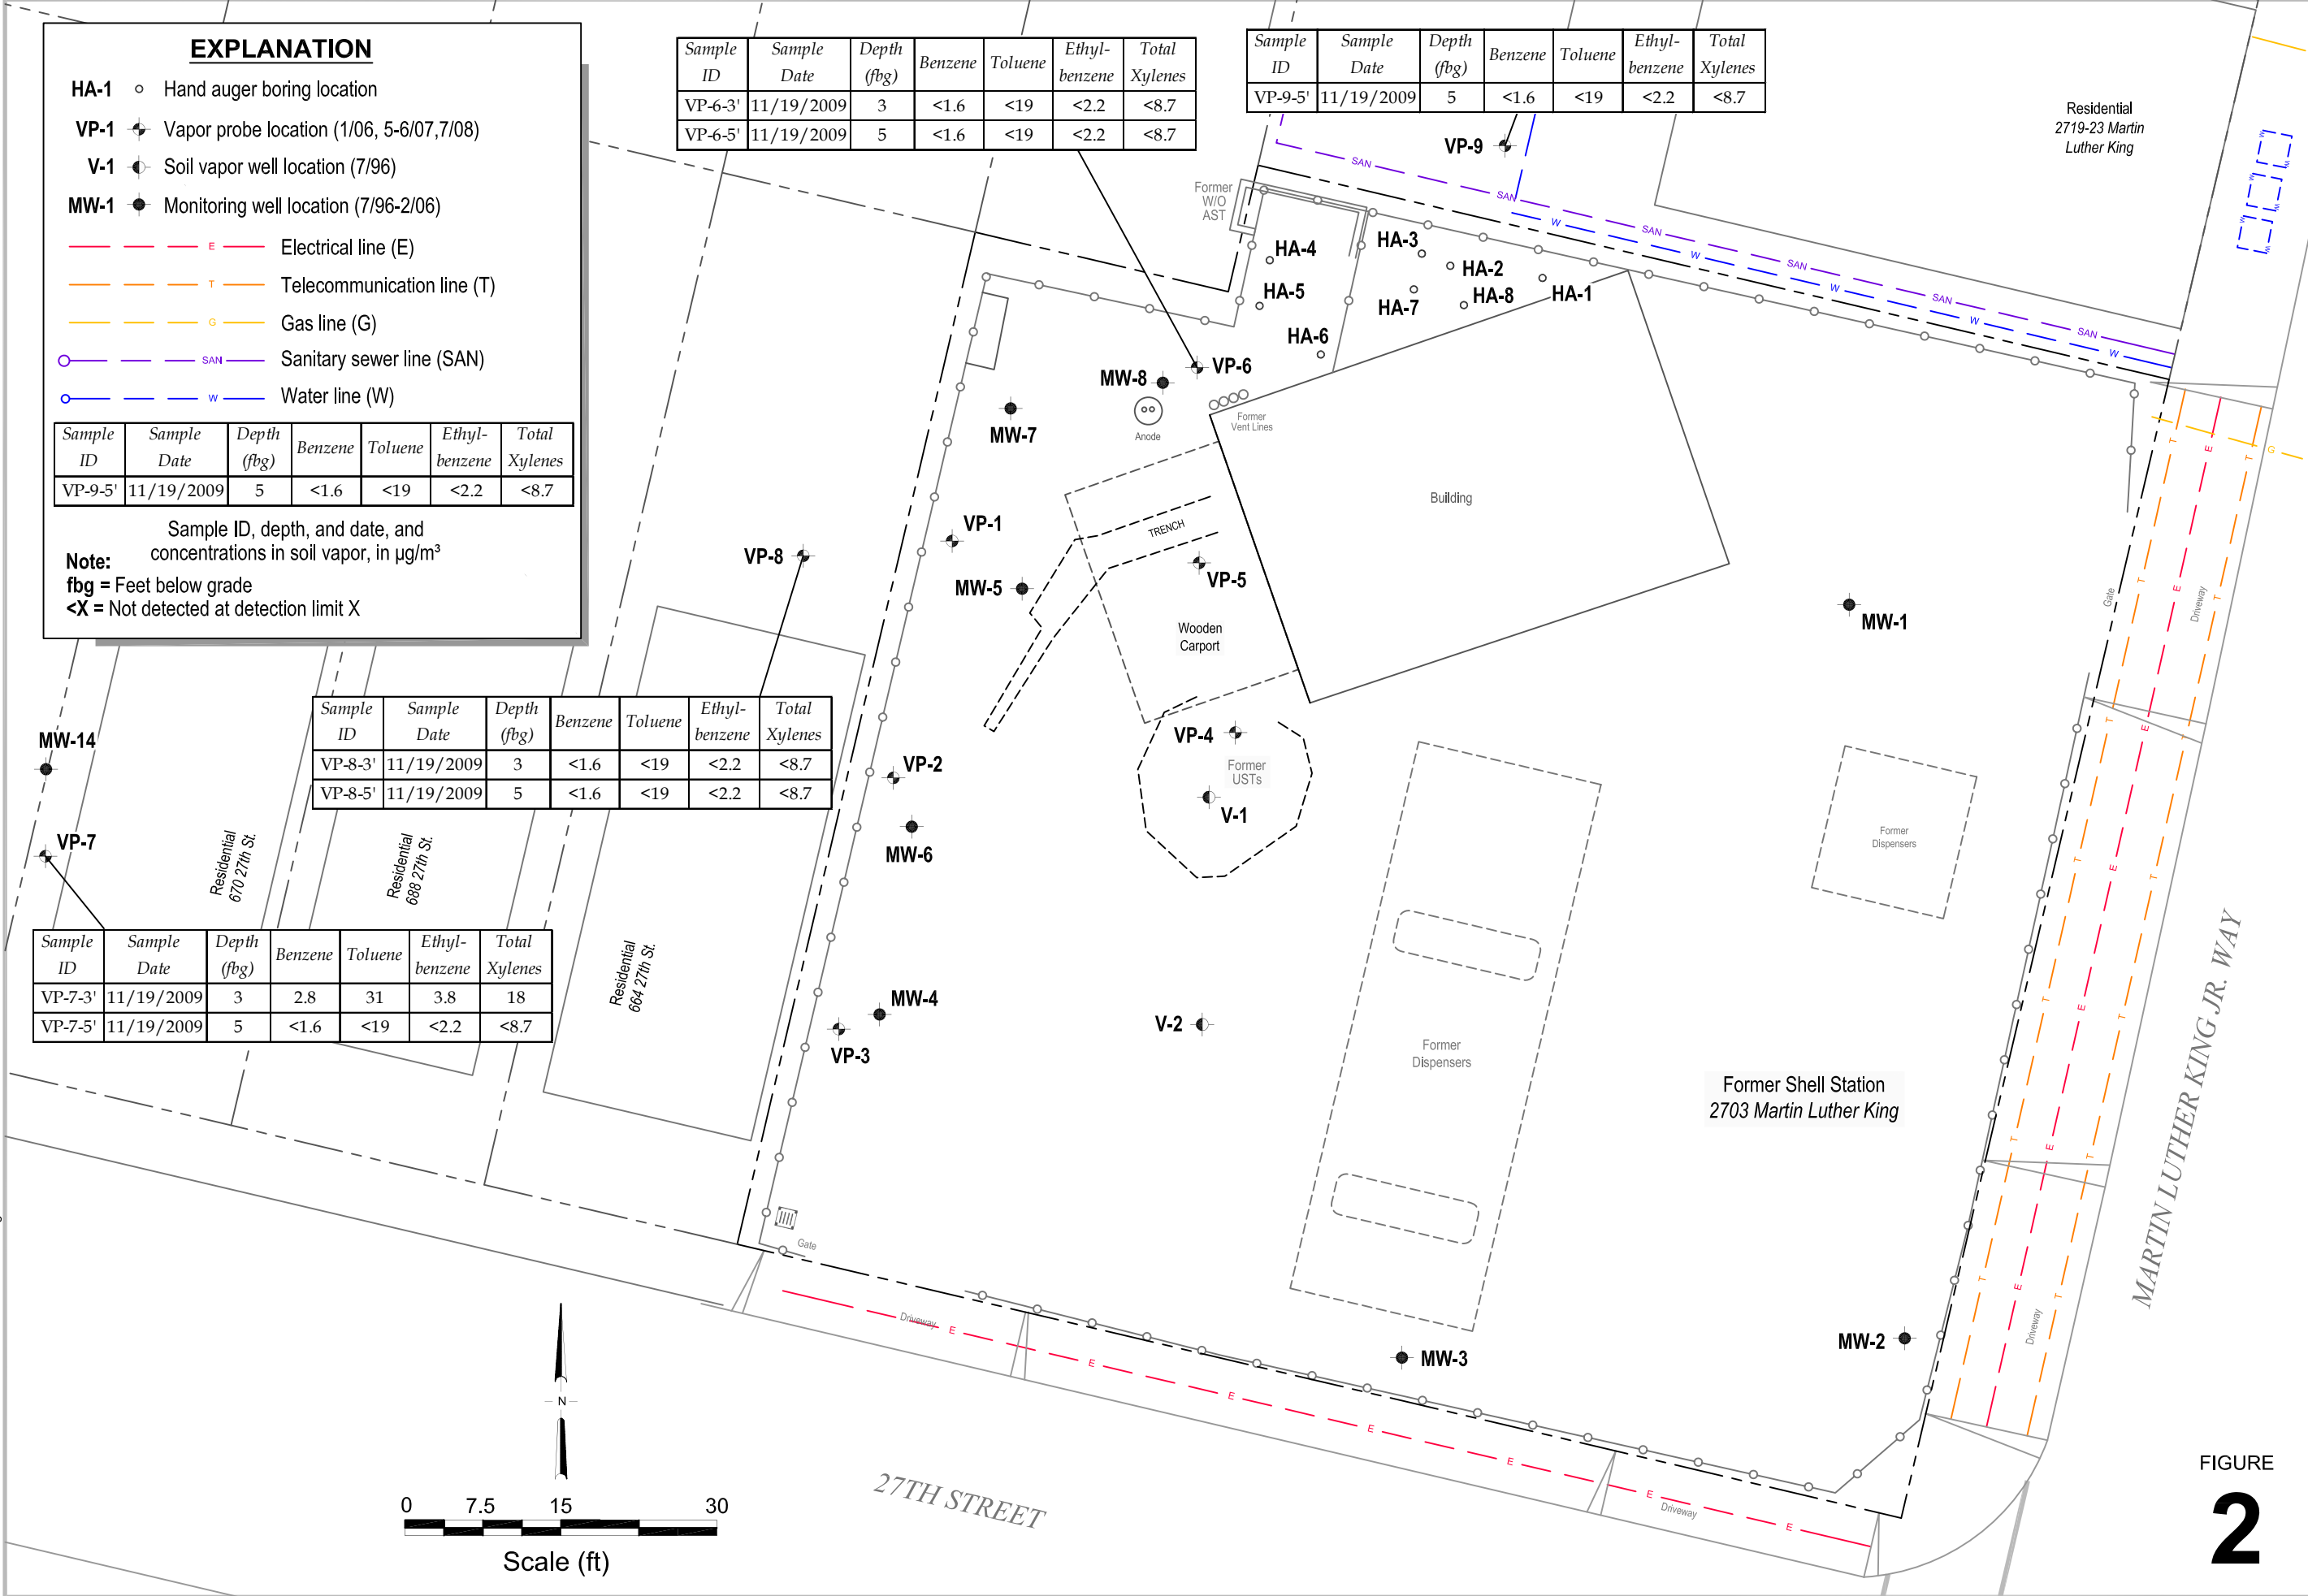 EXPLANATION
HA-1 Hand auger boring location
VP-1 Vapor probe location (1/06, 5-6/07,7/08)
V-1 Soil vapor well location (7/96)
MW-1 Monitoring well location (7/96-2/06)
E Electrical line (E)
T Telecommunication line (T)
G Gas line (G)
SAN Sanitary sewer line (SAN)
W Water line (W)
Sample ID Sample Date Depth (fbg) Benzene Toluene Ethyl-benzene Total Xylenes
VP-9-5' 11/19/2009 5 <1.6 <19 <2.2 <8.7
Sample ID, depth, and date, and
concentrations in soil vapor, in µg/m³
Note:
fbg = Feet below grade
<X = Not detected at detection limit X
Sample ID Sample Date Depth (fbg) Benzene Toluene Ethyl-benzene Total Xylenes
VP-6-3' 11/19/2009 3 <1.6 <19 <2.2 <8.7
VP-6-5' 11/19/2009 5 <1.6 <19 <2.2 <8.7
Sample ID Sample Date Depth (fbg) Benzene Toluene Ethyl-benzene Total Xylenes
VP-9-5' 11/19/2009 5 <1.6 <19 <2.2 <8.7
VP-9
Residential
2719-23 Martin
Luther King
Former
W/O
AST
SAN SAN SAN SAN SAN SAN
W W W W W
HA-4
HA-3
HA-2
HA-5
HA-7
HA-8
HA-1
HA-6
VP-6
MW-8
Anode
Former
Vent Lines
MW-7
Building
VP-1
TRENCH
VP-8
MW-5
VP-5
Wooden
Carport
MW-1
Gate
Driveway
VP-4
Former
USTs
V-1
VP-2
MW-6
Sample ID Sample Date Depth (fbg) Benzene Toluene Ethyl-benzene Total Xylenes
VP-8-3' 11/19/2009 3 <1.6 <19 <2.2 <8.7
VP-8-5' 11/19/2009 5 <1.6 <19 <2.2 <8.7
MW-14
VP-7
Residential
670 27th St.
Residential
688 27th St.
Residential
664 27th St.
Sample ID Sample Date Depth (fbg) Benzene Toluene Ethyl-benzene Total Xylenes
VP-7-3' 11/19/2009 3 2.8 31 3.8 18
VP-7-5' 11/19/2009 5 <1.6 <19 <2.2 <8.7
MW-4
VP-3
V-2
Former
Dispensers
Former
Dispensers
Former Shell Station
2703 Martin Luther King
MARTIN LUTHER KING JR. WAY
Gate
Driveway
MW-3
MW-2
Driveway
Driveway
E E E E E E
N
0 7.5 15 30
Scale (ft)
27TH STREET
FIGURE
2